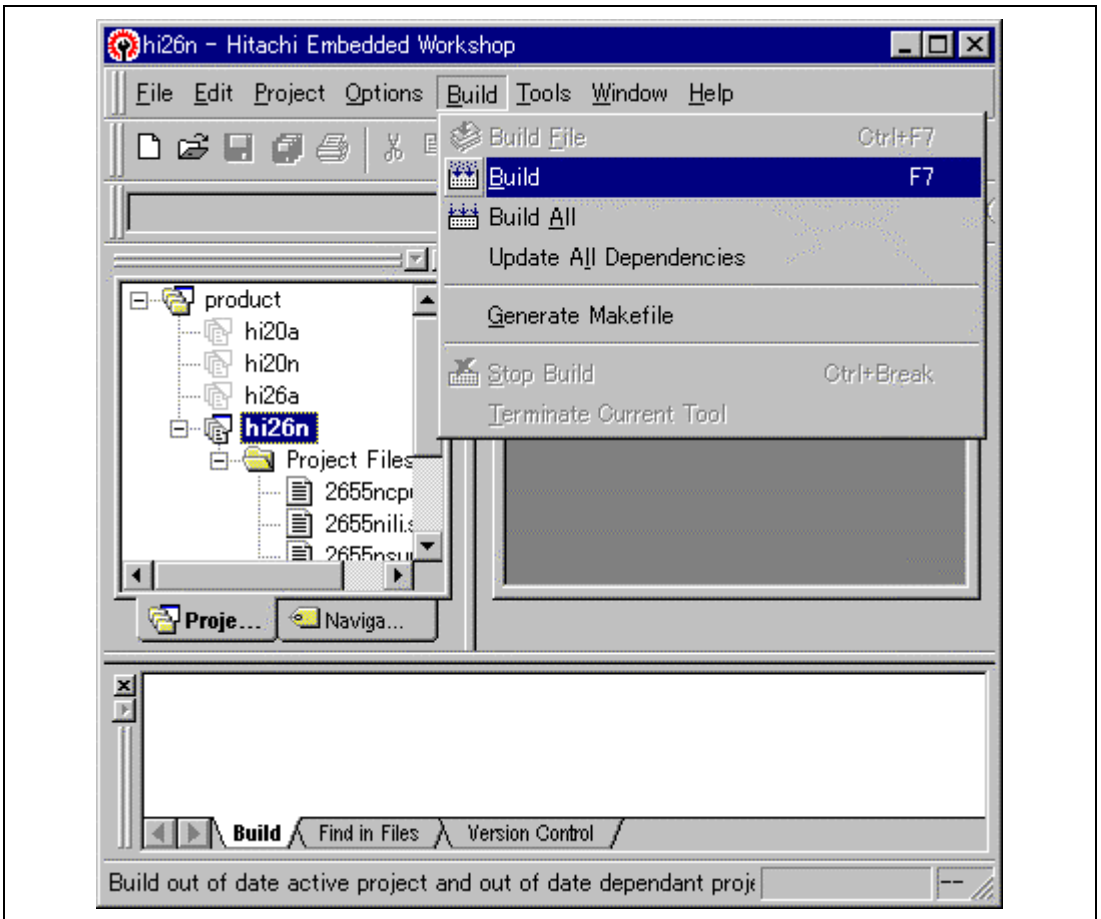 hi26n - Hitachi Embedded Workshop
File Edit Project Options Build Tools Window Help
Build File Ctrl+F7
Build F7
Build All
Update All Dependencies
Generate Makefile
Stop Build Ctrl+Break
Terminate Current Tool
product
hi20a
hi20n
hi26a
hi26n
Project Files
2655ncpu
2655nili.s
2655nsu
Proje...
Naviga...
Build Find in Files Version Control
Build out of date active project and out of date dependant proje
--